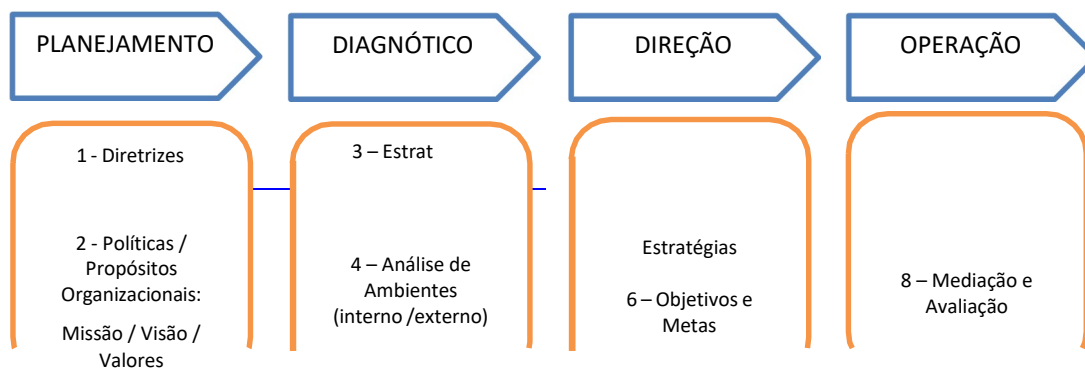 PLANEJAMENTO
DIAGNÓTICO
DIREÇÃO
OPERAÇÃO
1 - Diretrizes
2 - Políticas /
Propósitos
Organizacionais:
Missão / Visão /
Valores
3 – Estrat
4 – Análise de
Ambientes
(interno /externo)
Estratégias
6 – Objetivos e
Metas
8 – Mediação e
Avaliação